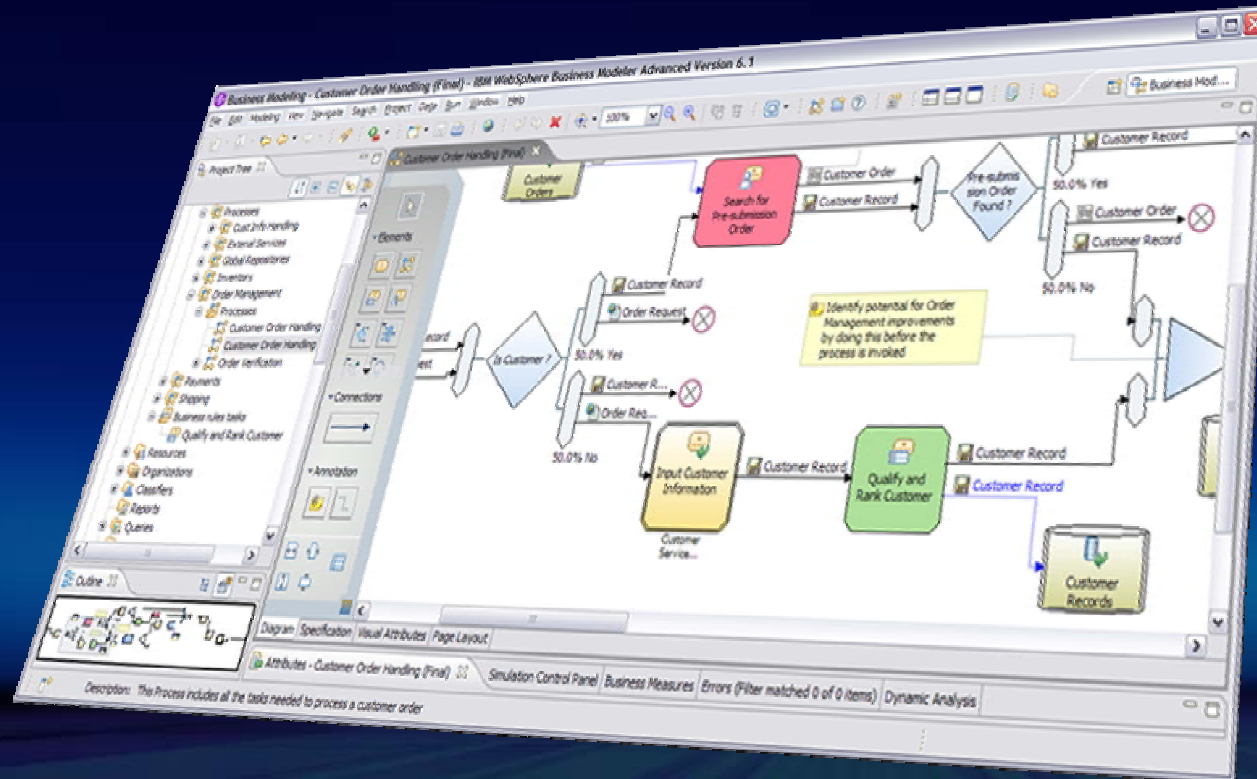 Business Modeling - Customer Order Handling (Final) - IBM WebSphere Business Modeler Advanced Version 6.1
File Edit Modeling View Navigate Search Project Run Window Help
100%
Business Mod...
Project Tree
Customer Order Handling (Final)
Processes
Cust Info Handling
External Services
Global Repositories
Inventors
Order Management
Processes
Customer Order Handling
Customer Order Handling
Order Verification
Payments
Shipping
Business rules tasks
Qualify and Rank Customer
Resources
Organizations
Classifiers
Reports
Queries
Outline
Elements
Connections
Annotation
Customer
Orders
Search for
Pre-submission
Order
Customer Order
Customer Record
Pre-submis
sion Order
Found ?
Customer Record
50.0% Yes
Customer Order
Customer Record
50.0% No
Customer Record
Order Request
50.0% Yes
Is Customer ?
Customer R...
Order Req...
50.0% No
Identify potential for Order
Management improvements
by doing this before the
process is invoked
Input Customer
Information
Customer
Service...
Customer Record
Qualify and
Rank Customer
Customer Record
Customer Record
Customer
Records
Diagram Specification Visual Attributes Page Layout
Attributes - Customer Order Handling (Final) Simulation Control Panel Business Measures Errors (Filter matched 0 of 0 items) Dynamic Analysis
Description: This Process includes all the tasks needed to process a customer order